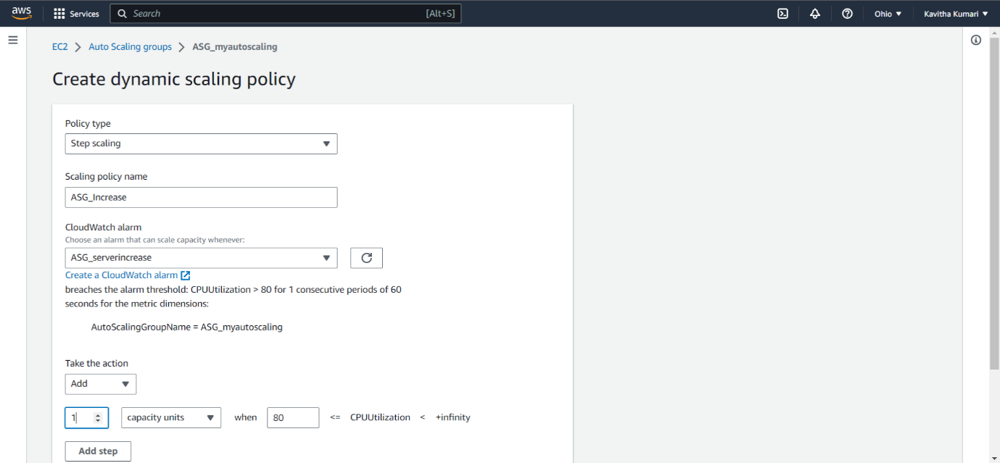 aws Services Search [Alt+S] Ohio Kavitha Kumari
EC2 Auto Scaling groups ASG_myautoscaling
Create dynamic scaling policy
Policy type
Step scaling
Scaling policy name
ASG_Increase
CloudWatch alarm
Choose an alarm that can scale capacity whenever:
ASG_serverincrease
Create a CloudWatch alarm
breaches the alarm threshold: CPUUtilization > 80 for 1 consecutive periods of 60
seconds for the metric dimensions:
AutoScalingGroupName = ASG_myautoscaling
Take the action
Add
1 capacity units when 80 <= CPUUtilization < +infinity
Add step